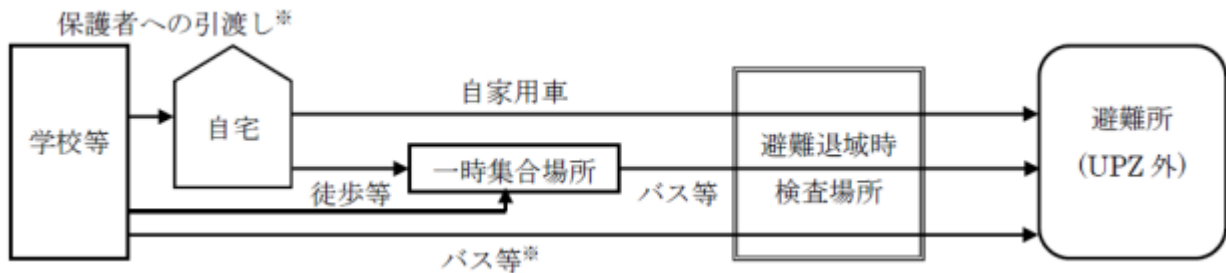 保護者への引渡し※
学校等
自宅
自家用車
徒歩等
一時集合場所
バス等
避難退域時
検査場所
避難所
(UPZ 外)
バス等※